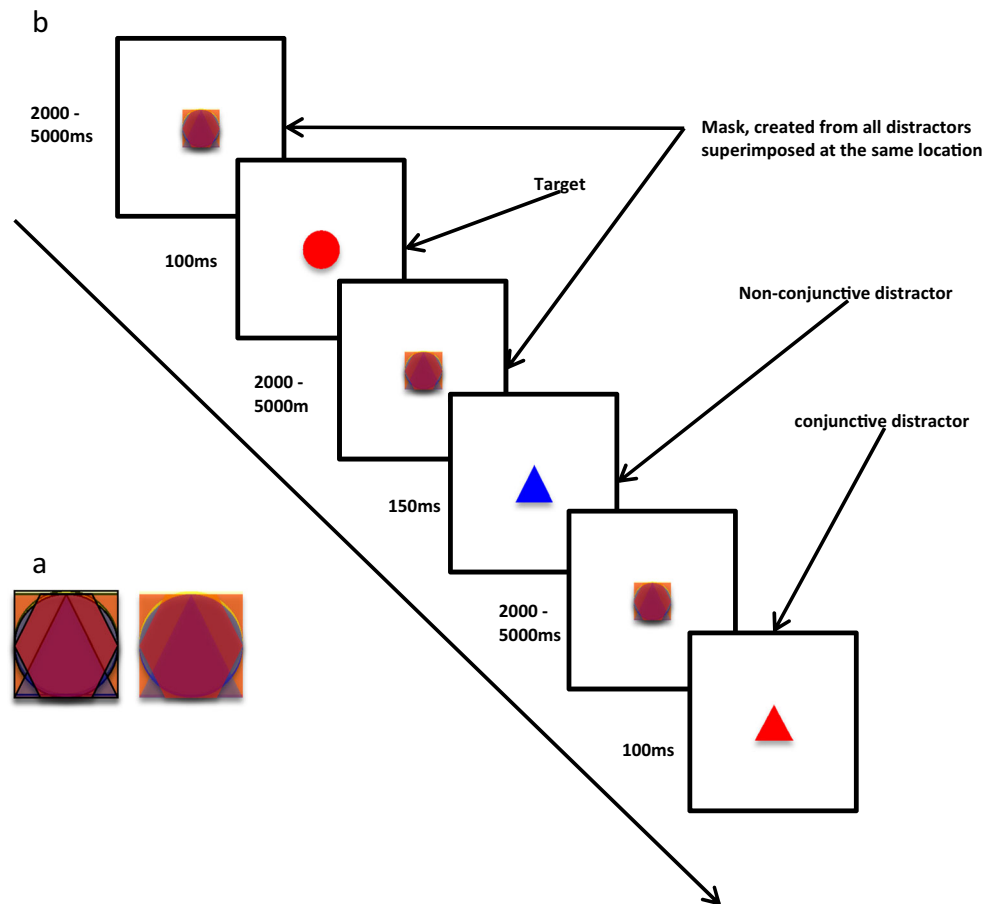 b
2000 -
5000ms
Mask, created from all distractors
superimposed at the same location
Target
100ms
Non-conjunctive distractor
2000 -
5000m
conjunctive distractor
150ms
a
2000 -
5000ms
100ms